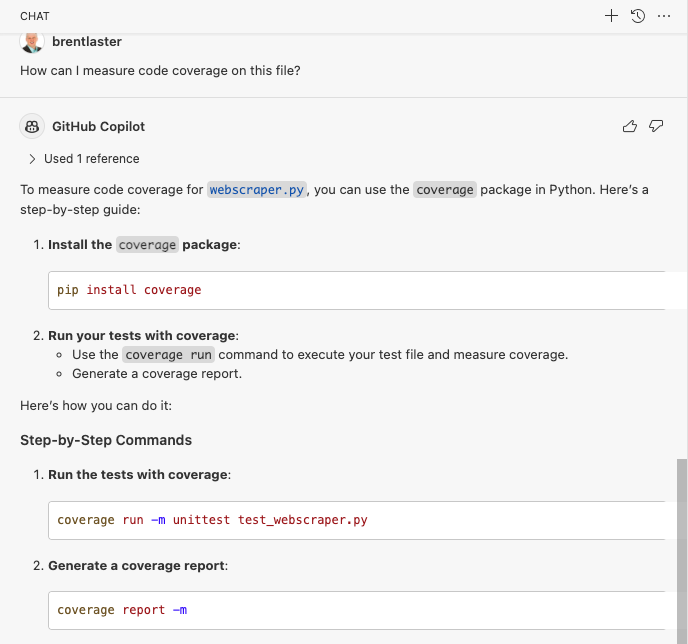 CHAT
brentlaster
How can I measure code coverage on this file?
GitHub Copilot
Used 1 reference
To measure code coverage for webscraper.py, you can use the coverage package in Python. Here's a
step-by-step guide:
1. Install the coverage package:
pip install coverage
2. Run your tests with coverage:
Use the coverage run command to execute your test file and measure coverage.
Generate a coverage report.
Here's how you can do it:
Step-by-Step Commands
1. Run the tests with coverage:
coverage run -m unittest test_webscraper.py
2. Generate a coverage report:
coverage report -m